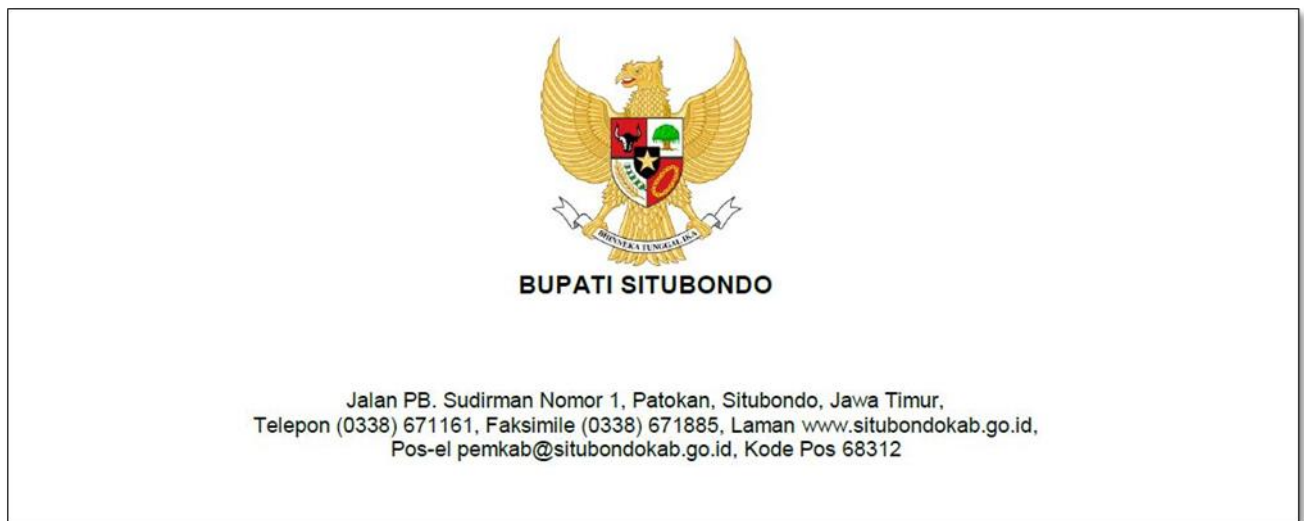 BHINNEKA TUNGGAL IKA
BUPATI SITUBONDO
Jalan PB. Sudirman Nomor 1, Patokan, Situbondo, Jawa Timur,
Telepon (0338) 671161, Faksimile (0338) 671885, Laman www.situbondokab.go.id,
Pos-el pemkab@situbondokab.go.id, Kode Pos 68312